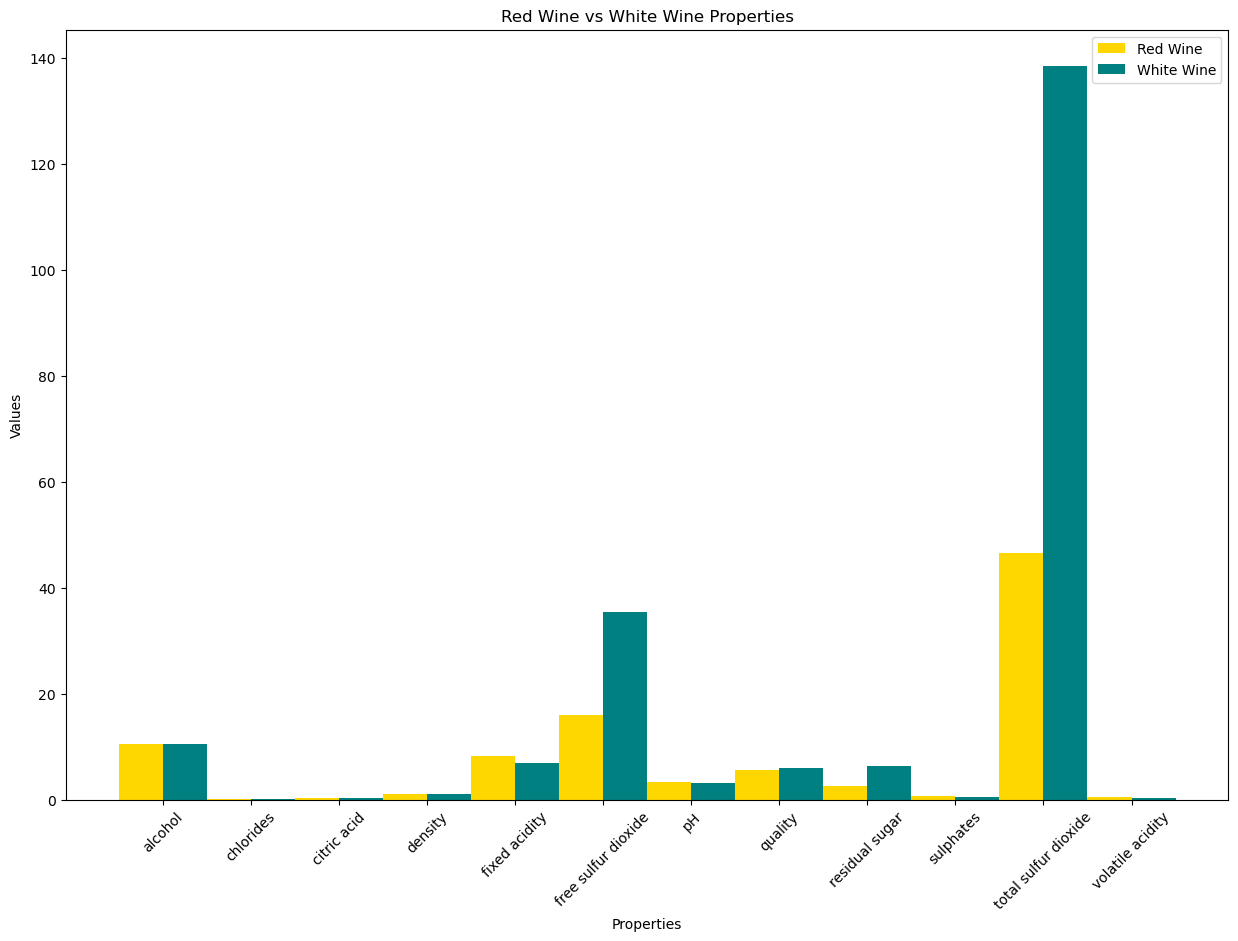 Red Wine vs White Wine Properties
Red Wine
White Wine
Values
140
120
100
80
60
40
20
0
alcohol
chlorides
citric acid
density
fixed acidity
free sulfur dioxide
pH
quality
residual sugar
sulphates
total sulfur dioxide
volatile acidity
Properties